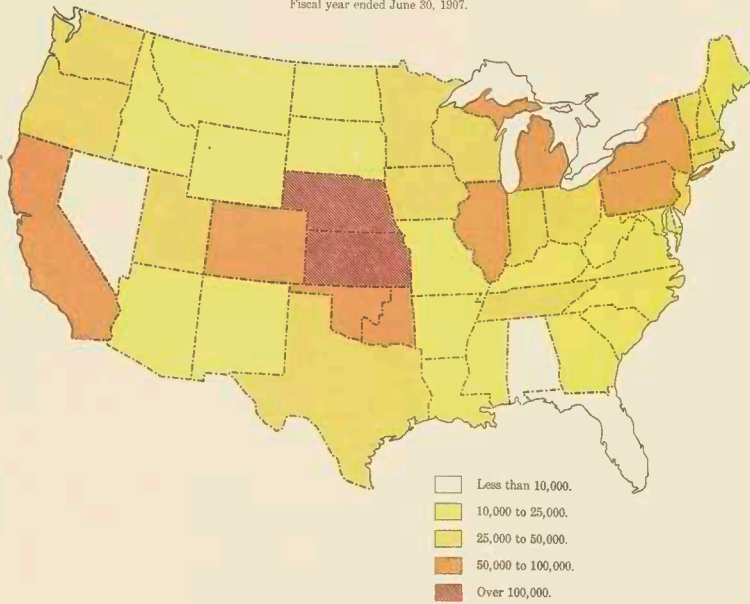 Fiscal year ended June 30, 1907.
Less than 10,000.
10,000 to 25,000.
25,000 to 50,000.
50,000 to 100,000.
Over 100,000.